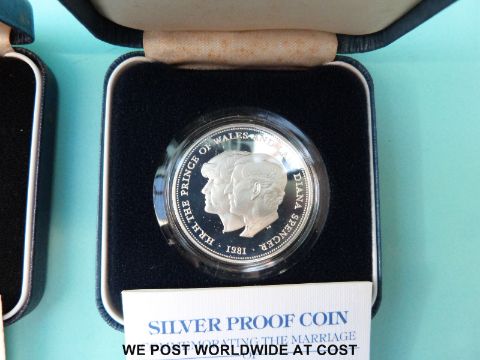 H.R.H. THE PRINCE OF WALES AND DIANA SPENCER
· 1981 ·
SILVER PROOF COIN
COMMEMORATING THE MARRIAGE
WE POST WORLDWIDE AT COST